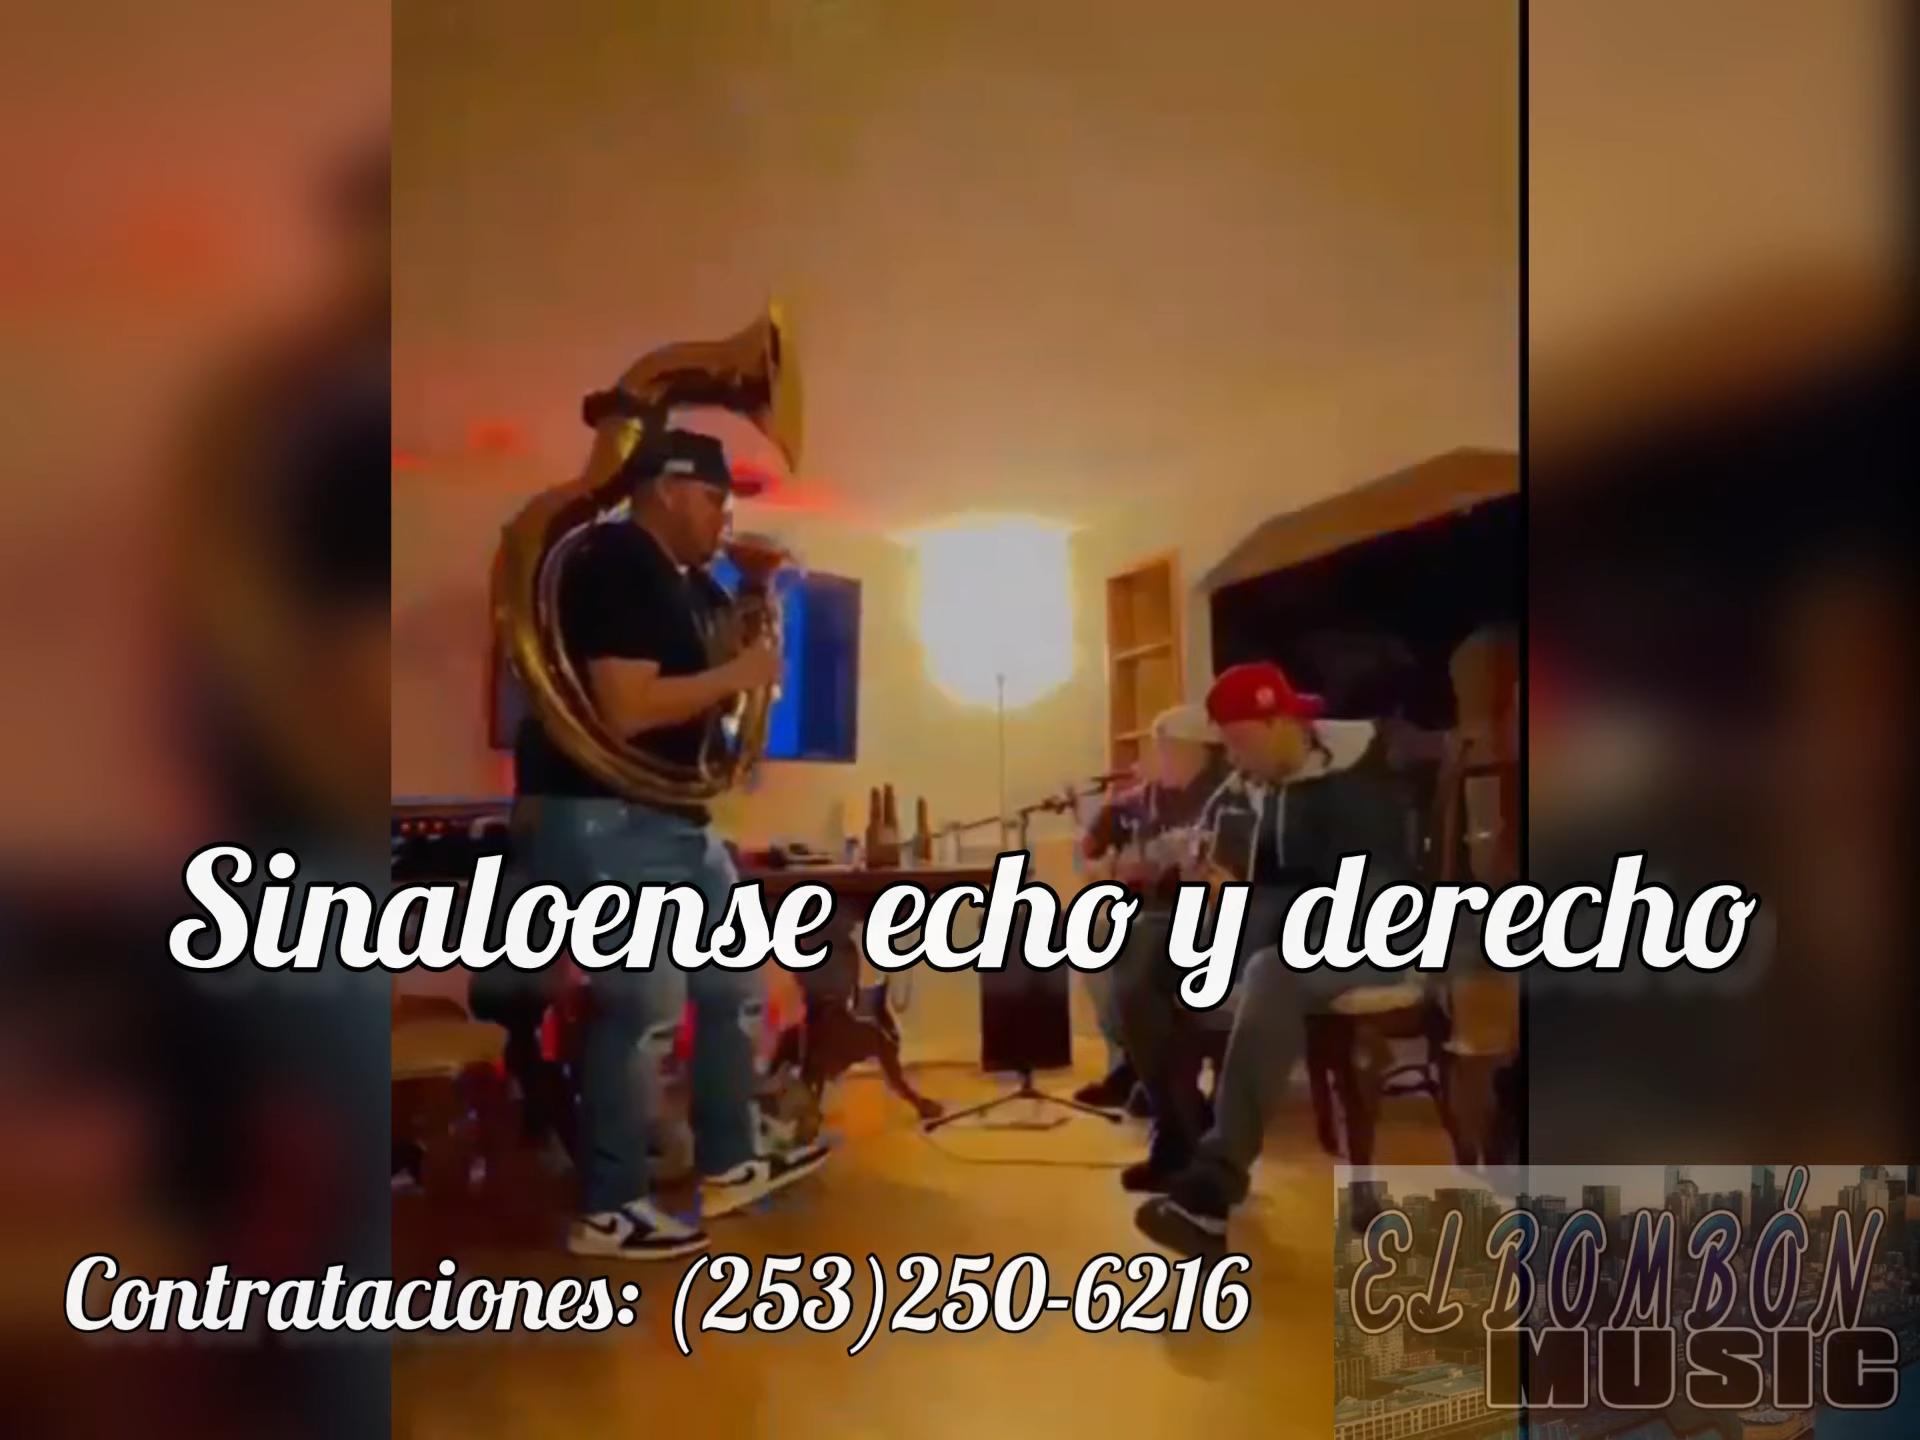 Sinaloense echo y derecho
Contrataciones: (253)250-6216
EL BOMBÓN
MUSIC